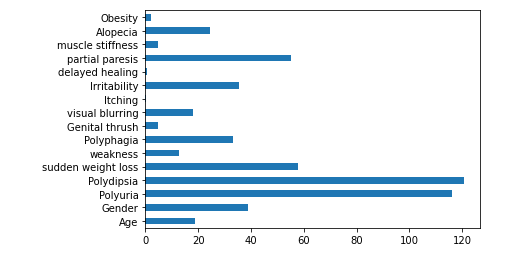 Obesity
Alopecia
muscle stiffness
partial paresis
delayed healing
Irritability
Itching
visual blurring
Genital thrush
Polyphagia
weakness
sudden weight loss
Polydipsia
Polyuria
Gender
Age
0 20 40 60 80 100 120